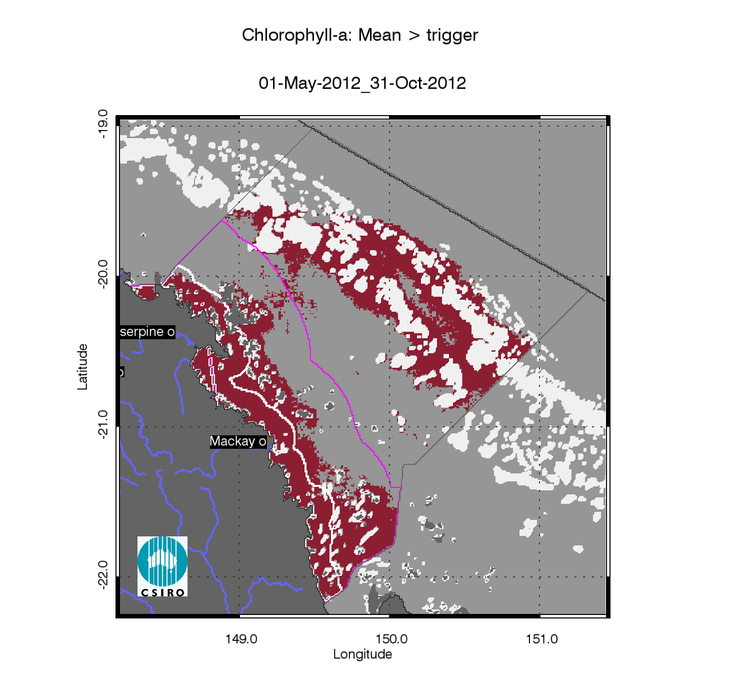 Chlorophyll-a: Mean > trigger
01-May-2012_31-Oct-2012
-19.0
-20.0
serpine o
Latitude
-21.0
Mackay o
CSIRO
-22.0
149.0 150.0 151.0
Longitude